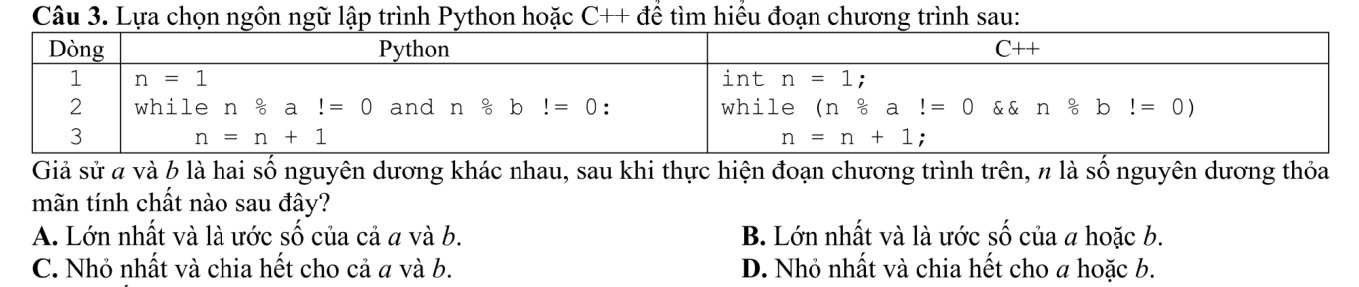 Câu 3. Lựa chọn ngôn ngữ lập trình Python hoặc C++ để tìm hiểu đoạn chương trình sau:
Dòng Python C++
1 n = 1 int n = 1;
2 while n % a != 0 and n % b != 0: while (n % a != 0 && n % b != 0)
3 n = n + 1 n = n + 1;
Giả sử a và b là hai số nguyên dương khác nhau, sau khi thực hiện đoạn chương trình trên, n là số nguyên dương thỏa
mãn tính chất nào sau đây?
A. Lớn nhất và là ước số của cả a và b. B. Lớn nhất và là ước số của a hoặc b.
C. Nhỏ nhất và chia hết cho cả a và b. D. Nhỏ nhất và chia hết cho a hoặc b.